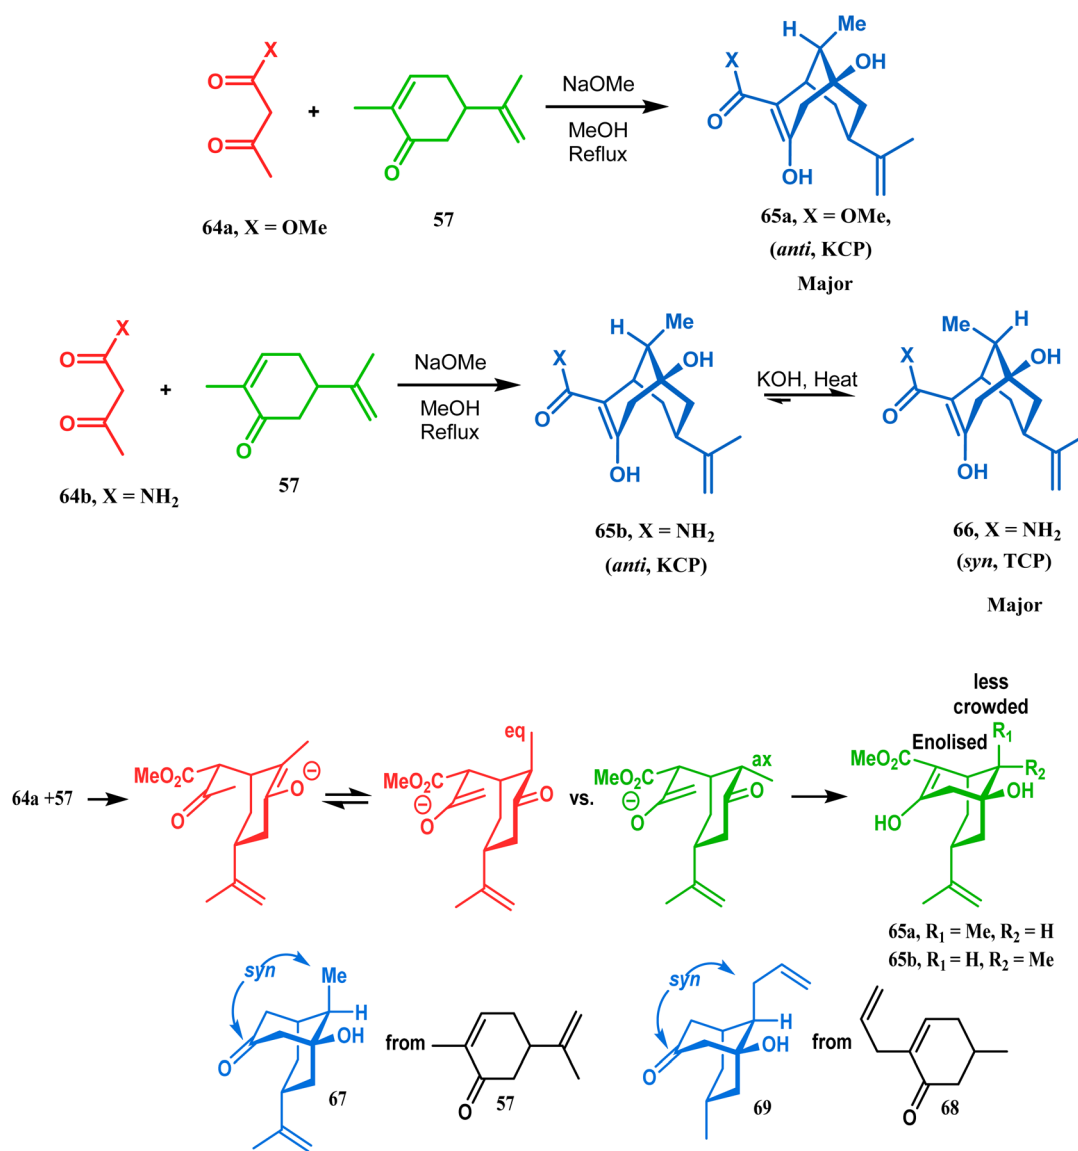 X
O
O
64a, X = OMe
+
O
57
NaOMe
MeOH
Reflux
H
Me
X
OH
O
OH
65a, X = OMe,
(anti, KCP)
Major
X
O
O
64b, X = NH2
+
O
57
NaOMe
MeOH
Reflux
H
Me
X
OH
O
OH
65b, X = NH2
(anti, KCP)
KOH, Heat
Me
H
X
OH
O
OH
66, X = NH2
(syn, TCP)
Major
64a +57
MeO2C
O
O
⊖
eq
MeO2C
⊖
O
O
vs.
ax
MeO2C
⊖
O
O
less
crowded
Enolised
R1
MeO2C
R2
OH
HO
65a, R1 = Me, R2 = H
65b, R1 = H, R2 = Me
syn
Me
H
OH
O
67
from
O
57
syn
H
OH
O
69
from
O
68